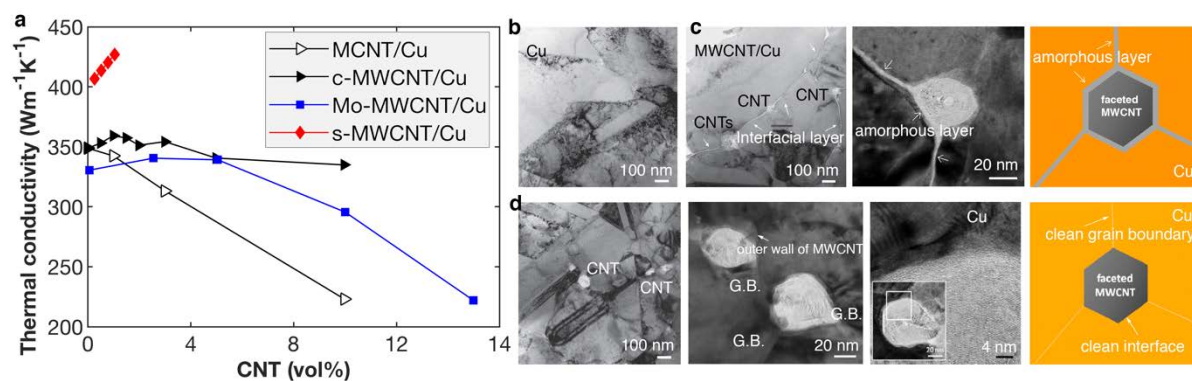 a
Thermal conductivity (Wm⁻¹K⁻¹)
450
400
350
300
250
200
0
4
8
12
14
CNT (vol%)
MCNT/Cu
c-MWCNT/Cu
Mo-MWCNT/Cu
s-MWCNT/Cu
b
Cu
100 nm
c
MWCNT/Cu
CNT
CNT
CNTs
Interfacial layer
100 nm
amorphous layer
20 nm
amorphous layer
faceted
MWCNT
Cu
d
CNT
CNT
100 nm
outer wall of MWCNT
G.B.
G.B.
G.B.
20 nm
Cu
20 nm
4 nm
Cu
clean grain boundary
faceted
MWCNT
clean interface